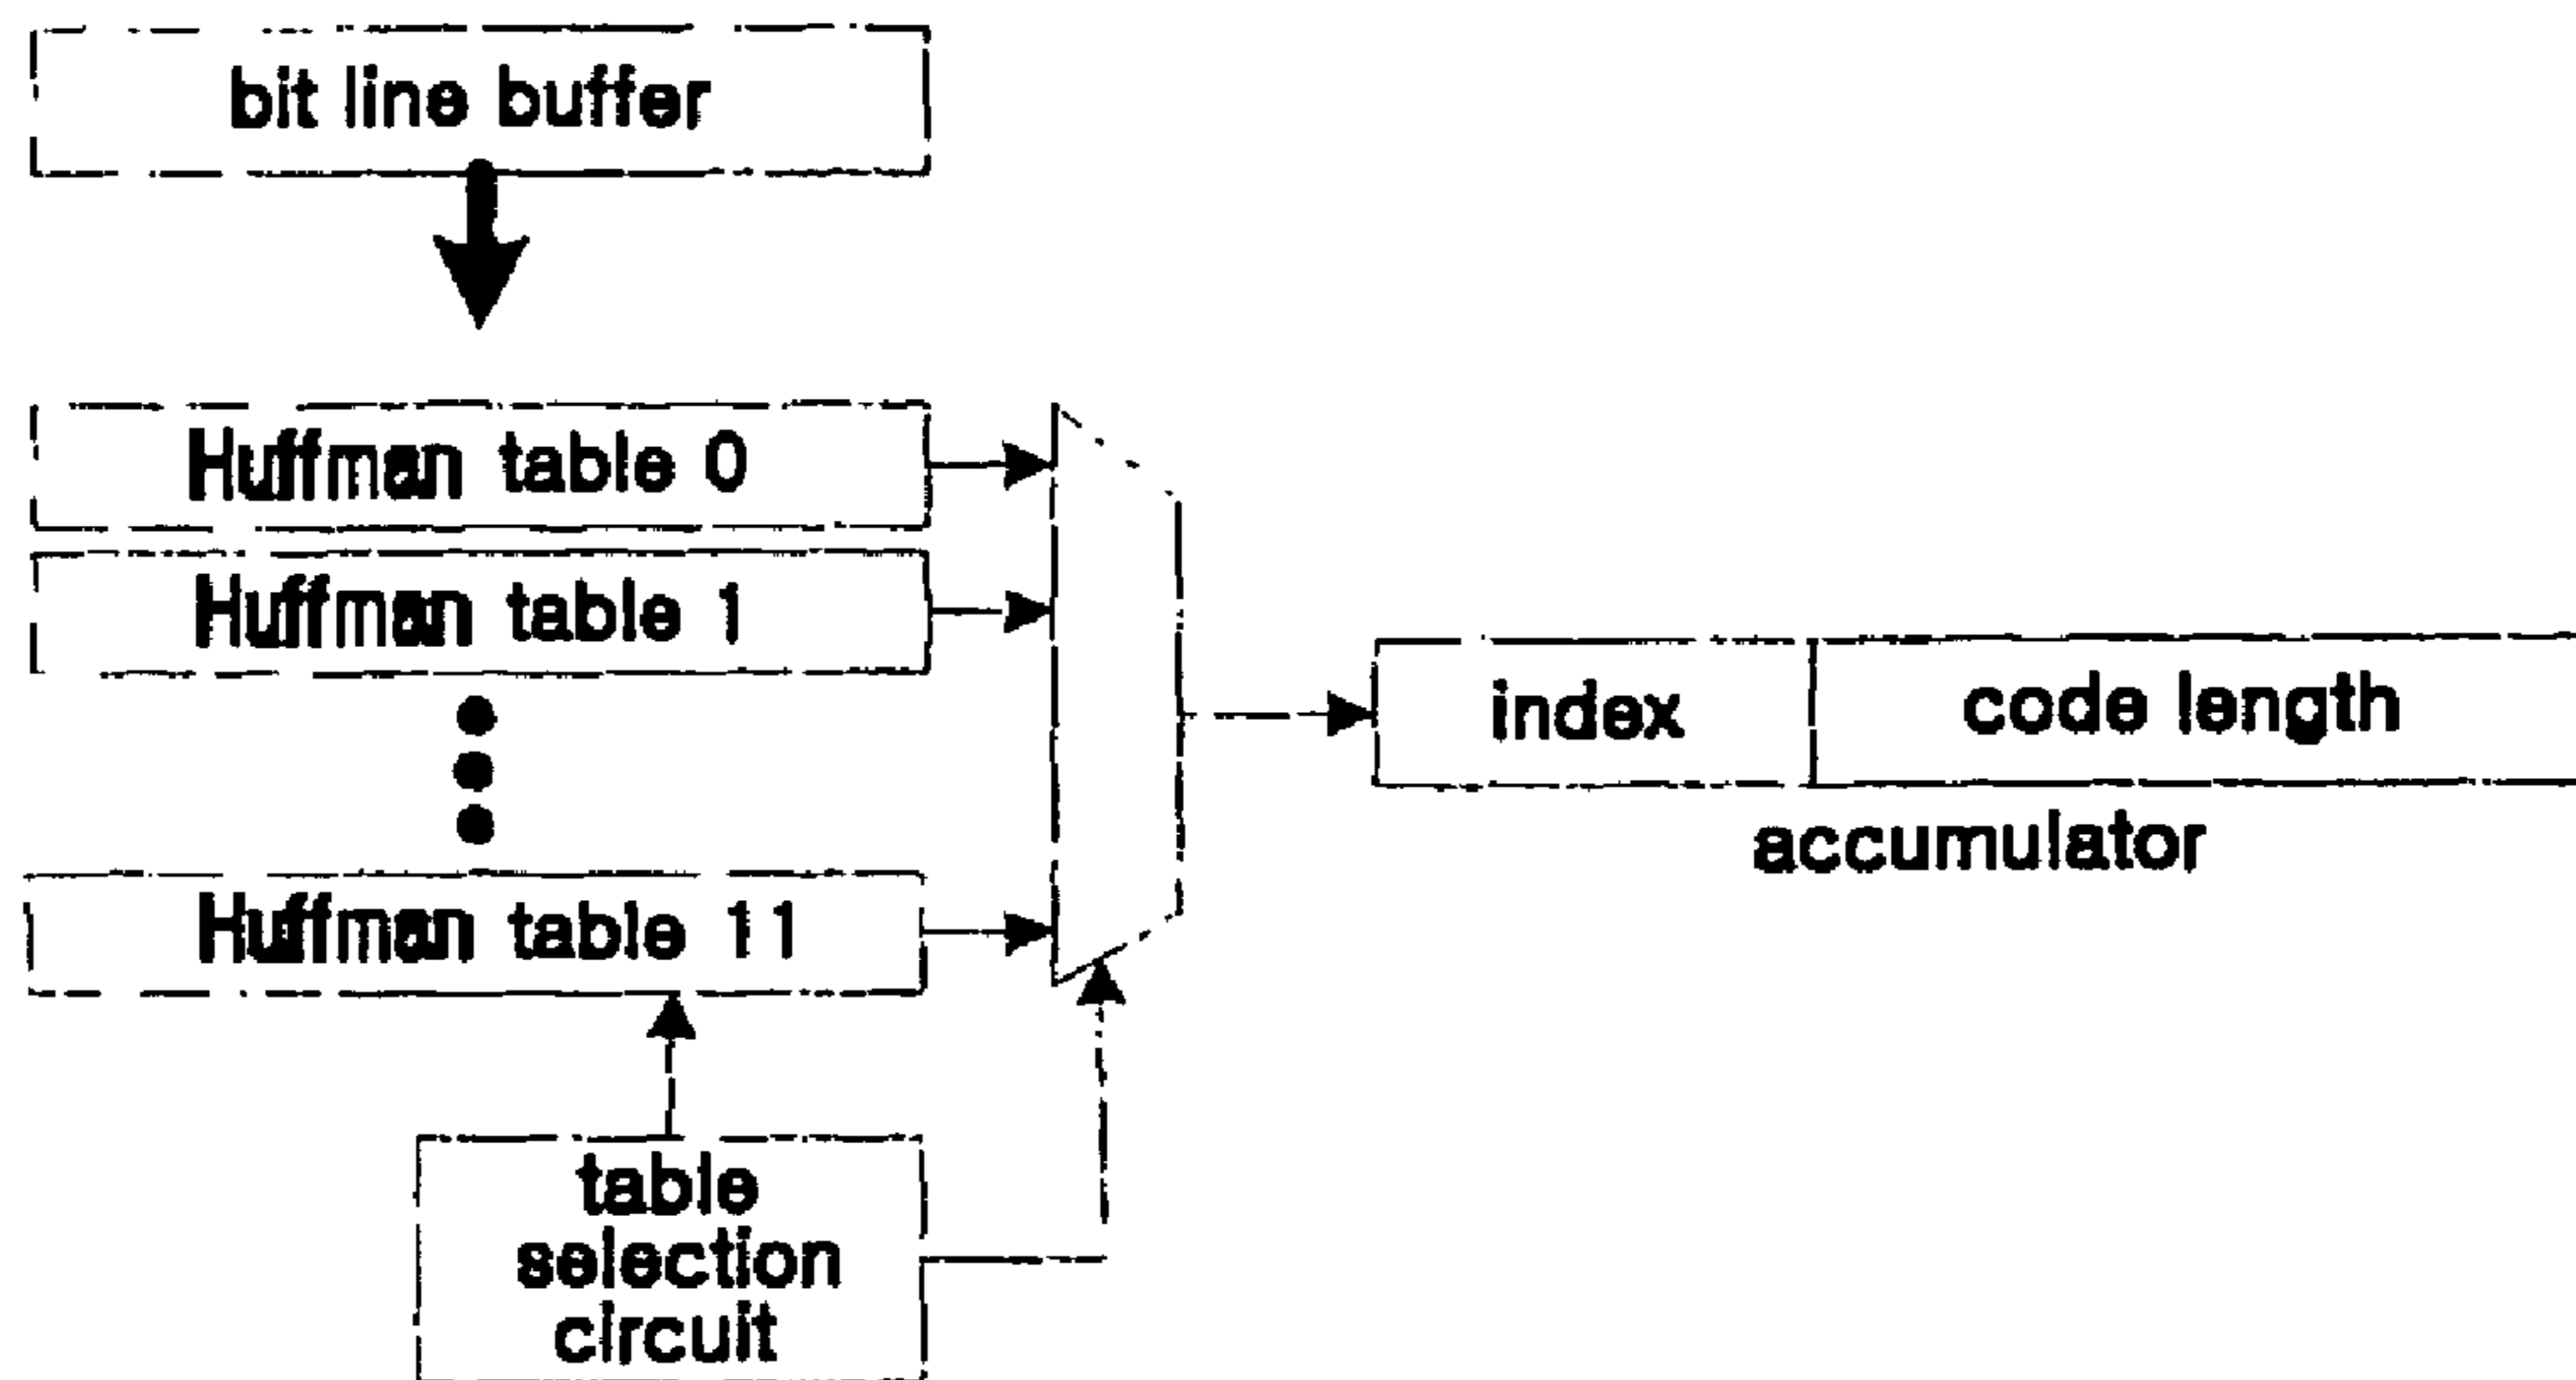 bit line buffer
Huffman table 0
Huffman table 1
index
code length
accumulator
Huffman table 11
table
selection
circuit